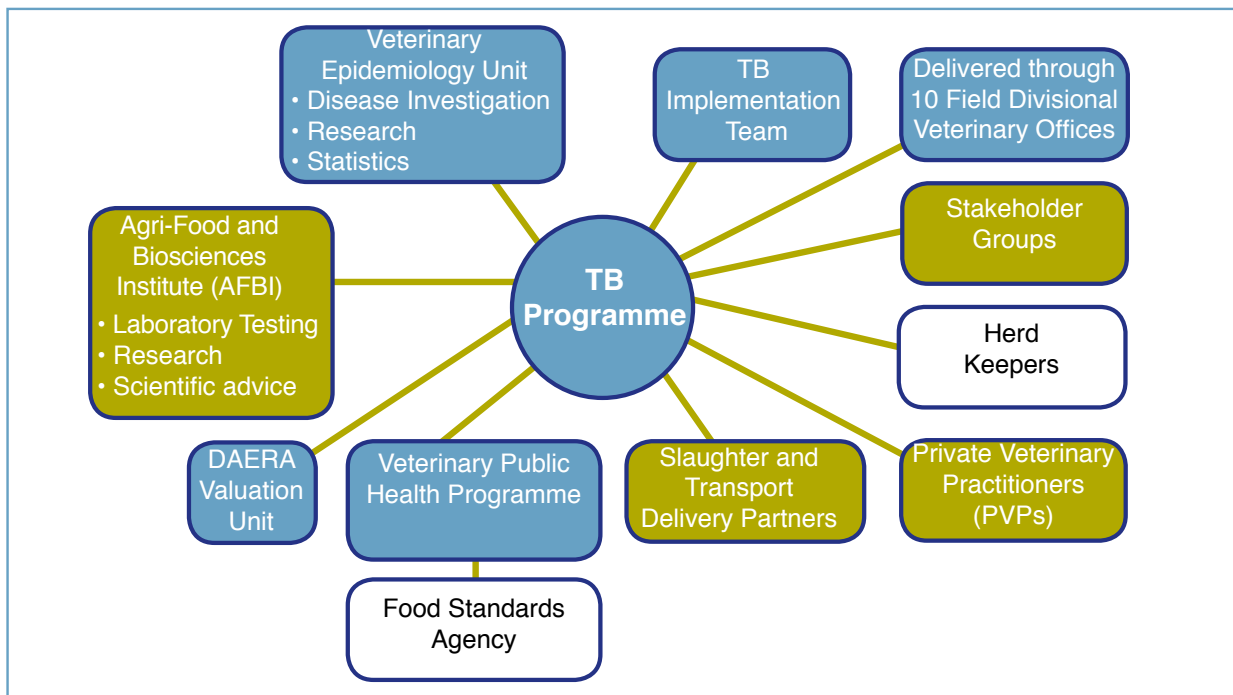 Veterinary
Epidemiology Unit
• Disease Investigation
• Research
• Statistics
TB
Implementation
Team
Delivered through
10 Field Divisional
Veterinary Offices
Agri-Food and
Biosciences
Institute (AFBI)
• Laboratory Testing
• Research
• Scientific advice
TB
Programme
Stakeholder
Groups
Herd
Keepers
DAERA
Valuation
Unit
Veterinary Public
Health Programme
Slaughter and
Transport
Delivery Partners
Private Veterinary
Practitioners
(PVPs)
Food Standards
Agency